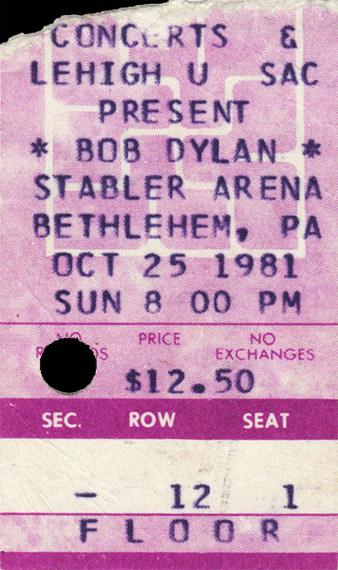 CONCERTS &
LEHIGH U SAC
PRESENT
* BOB DYLAN *
STABLER ARENA
BETHLEHEM, PA
OCT 25 1981
SUN 8 00 PM
NO PRICE NO
EXCHANGES
$12.50
SEC. ROW SEAT
- 12 1
FLOOR